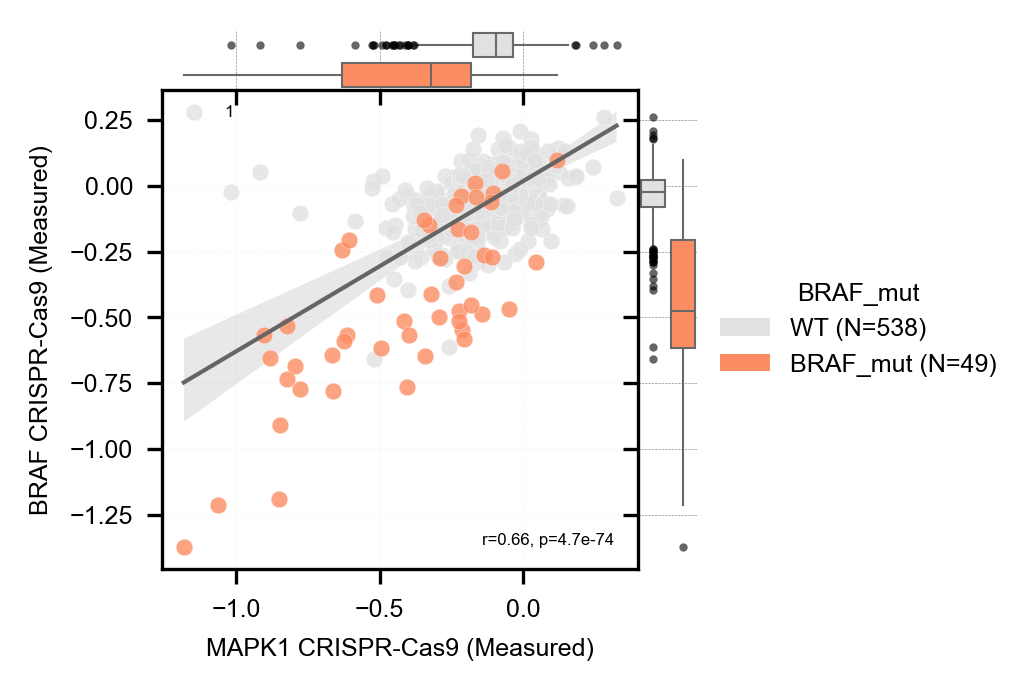 1
0.25
0.00
−0.25
−0.50
−0.75
−1.00
−1.25
BRAF CRISPR-Cas9 (Measured)
r=0.66, p=4.7e-74
−1.0 −0.5 0.0
MAPK1 CRISPR-Cas9 (Measured)
BRAF_mut
WT (N=538)
BRAF_mut (N=49)